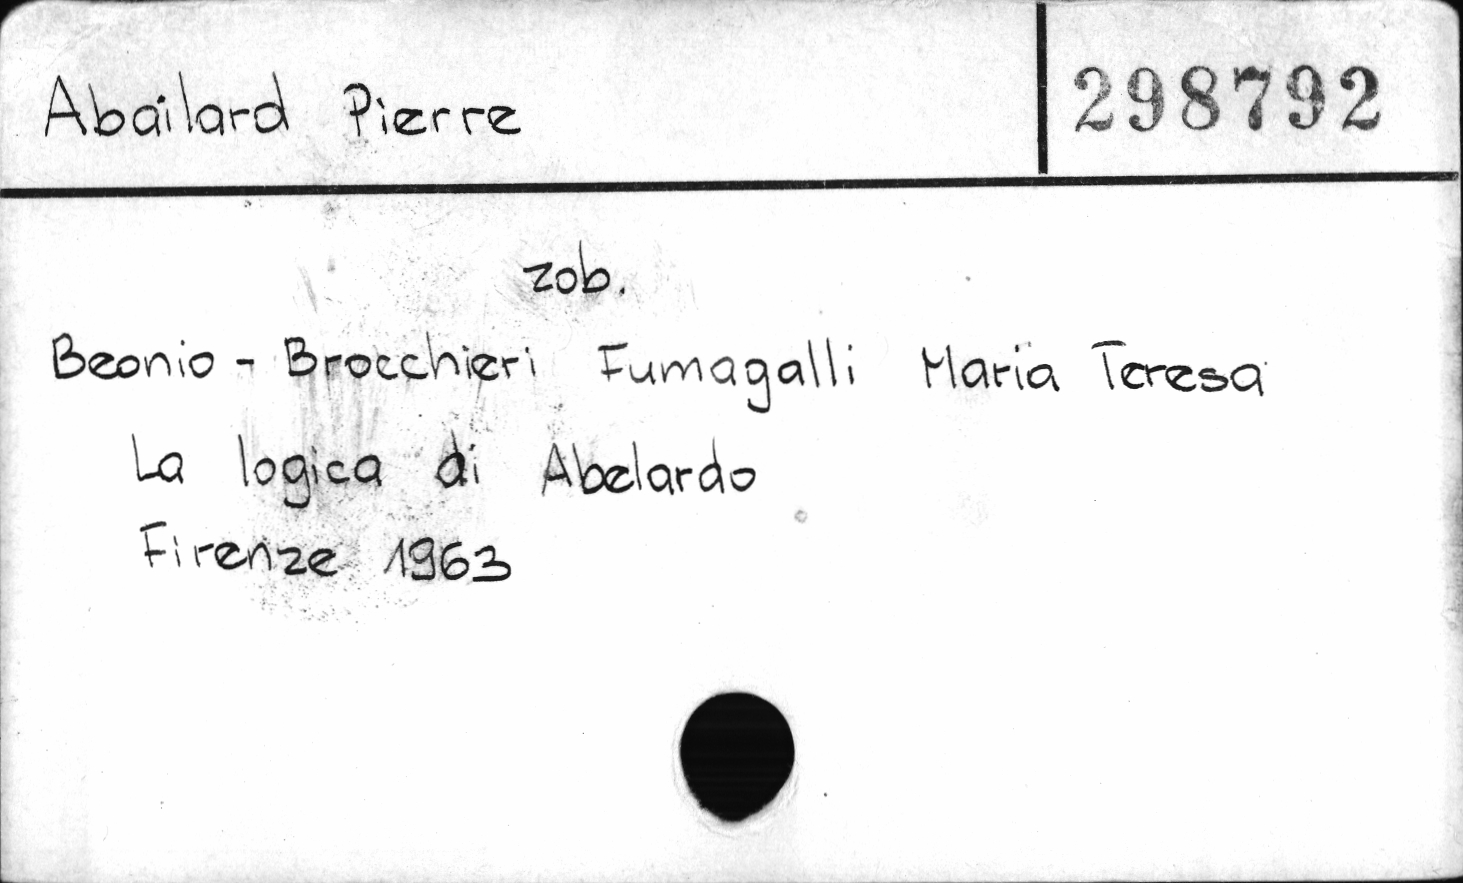 Abailard Pierre
298792
zob.
Beonio - Brocchieri Fumagalli Maria Teresa
La logica di Abelardo
Firenze 1963